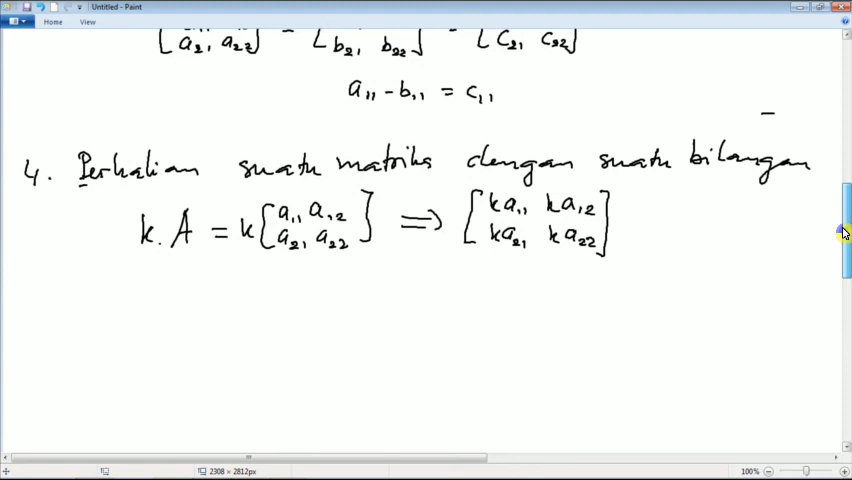 Untitled - Paint
Home View
[a₂₁ a₂₂] = [b₂₁ b₂₂] = [c₂₁ c₂₂]
a₁₁ - b₁₁ = c₁₁
4. Perkalian suatu matriks dengan suatu bilangan
k. A = k[a₁₁ a₁₂ ⟹ [ka₁₁ ka₁₂
a₂₁ a₂₂] ka₂₁ ka₂₂]
2308 × 2812px 100%